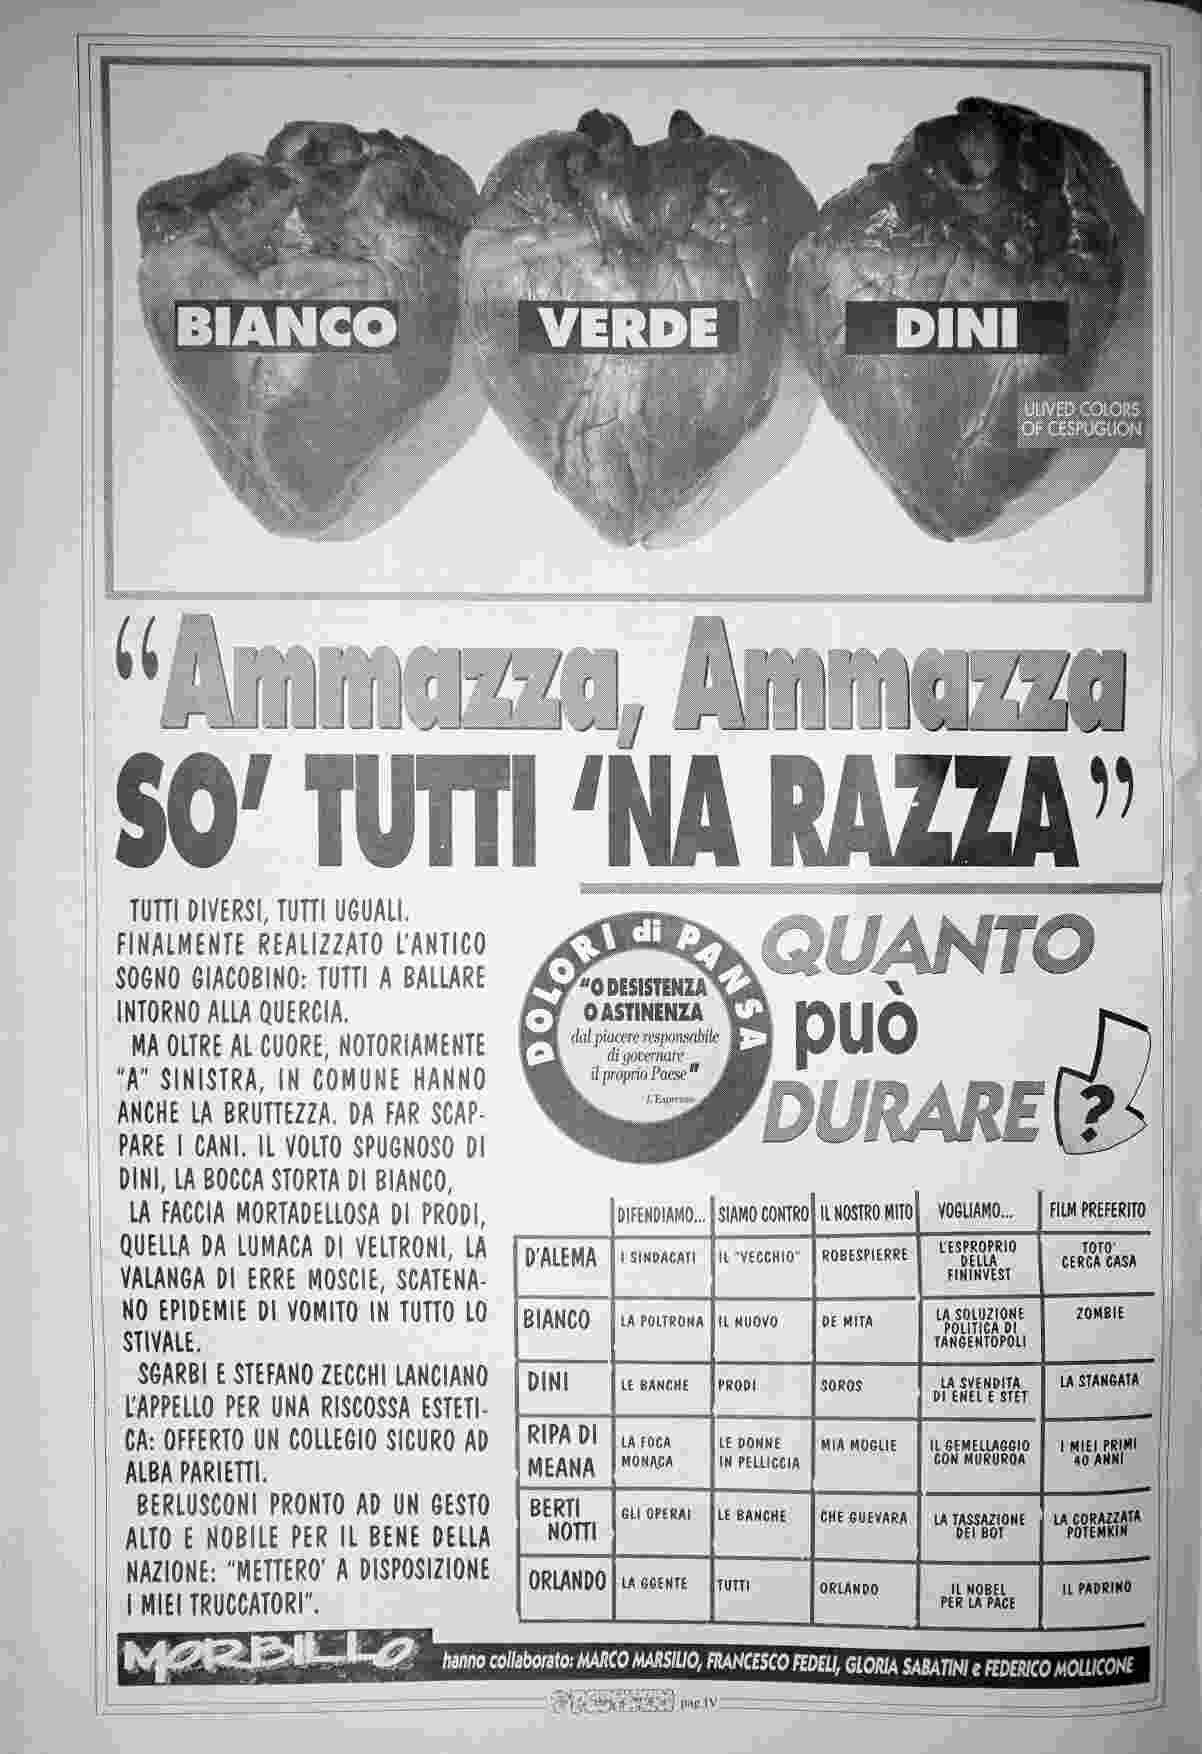 BIANCO
VERDE
DINI
ULIVED COLORS
OF CESPUGLION
“Ammazza, Ammazza
SO’ TUTTI ‘NA RAZZA”
TUTTI DIVERSI, TUTTI UGUALI.
FINALMENTE REALIZZATO L’ANTICO
SOGNO GIACOBINO: TUTTI A BALLARE
INTORNO ALLA QUERCIA.
MA OLTRE AL CUORE, NOTORIAMENTE
“A” SINISTRA, IN COMUNE HANNO
ANCHE LA BRUTTEZZA. DA FAR SCAP-
PARE I CANI. IL VOLTO SPUGNOSO DI
DINI, LA BOCCA STORTA DI BIANCO,
LA FACCIA MORTADELLOSA DI PRODI,
QUELLA DA LUMACA DI VELTRONI, LA
VALANGA DI ERRE MOSCIE, SCATENA-
NO EPIDEMIE DI VOMITO IN TUTTO LO
STIVALE.
SGARBI E STEFANO ZECCHI LANCIANO
L’APPELLO PER UNA RISCOSSA ESTETI-
CA: OFFERTO UN COLLEGIO SICURO AD
ALBA PARIETTI.
BERLUSCONI PRONTO AD UN GESTO
ALTO E NOBILE PER IL BENE DELLA
NAZIONE: “METTERO’ A DISPOSIZIONE
I MIEI TRUCCATORI”.
DOLORI di PANSA
“O DESISTENZA
O ASTINENZA
dal piacere responsabile
di governare
il proprio Paese”
L’Espresso
QUANTO
può
DURARE ?
DIFENDIAMO... SIAMO CONTRO IL NOSTRO MITO VOGLIAMO... FILM PREFERITO
D’ALEMA I SINDACATI IL “VECCHIO” ROBESPIERRE L’ESPROPRIO DELLA FININVEST TOTO’ CERCA CASA
BIANCO LA POLTRONA IL NUOVO DE MITA LA SOLUZIONE POLITICA DI TANGENTOPOLI ZOMBIE
DINI LE BANCHE PRODI SOROS LA SVENDITA DI ENEL E STET LA STANGATA
RIPA DI MEANA LA FOCA MONACA LE DONNE IN PELLICCIA MIA MOGLIE IL GEMELLAGGIO CON MURUROA I MIEI PRIMI 40 ANNI
BERTI NOTTI GLI OPERAI LE BANCHE CHE GUEVARA LA TASSAZIONE DEI BOT LA CORAZZATA POTEMKIN
ORLANDO LA GGENTE TUTTI ORLANDO IL NOBEL PER LA PACE IL PADRINO
MORBILLO
hanno collaborato: MARCO MARSILIO, FRANCESCO FEDELI, GLORIA SABATINI e FEDERICO MOLLICONE
pag IV